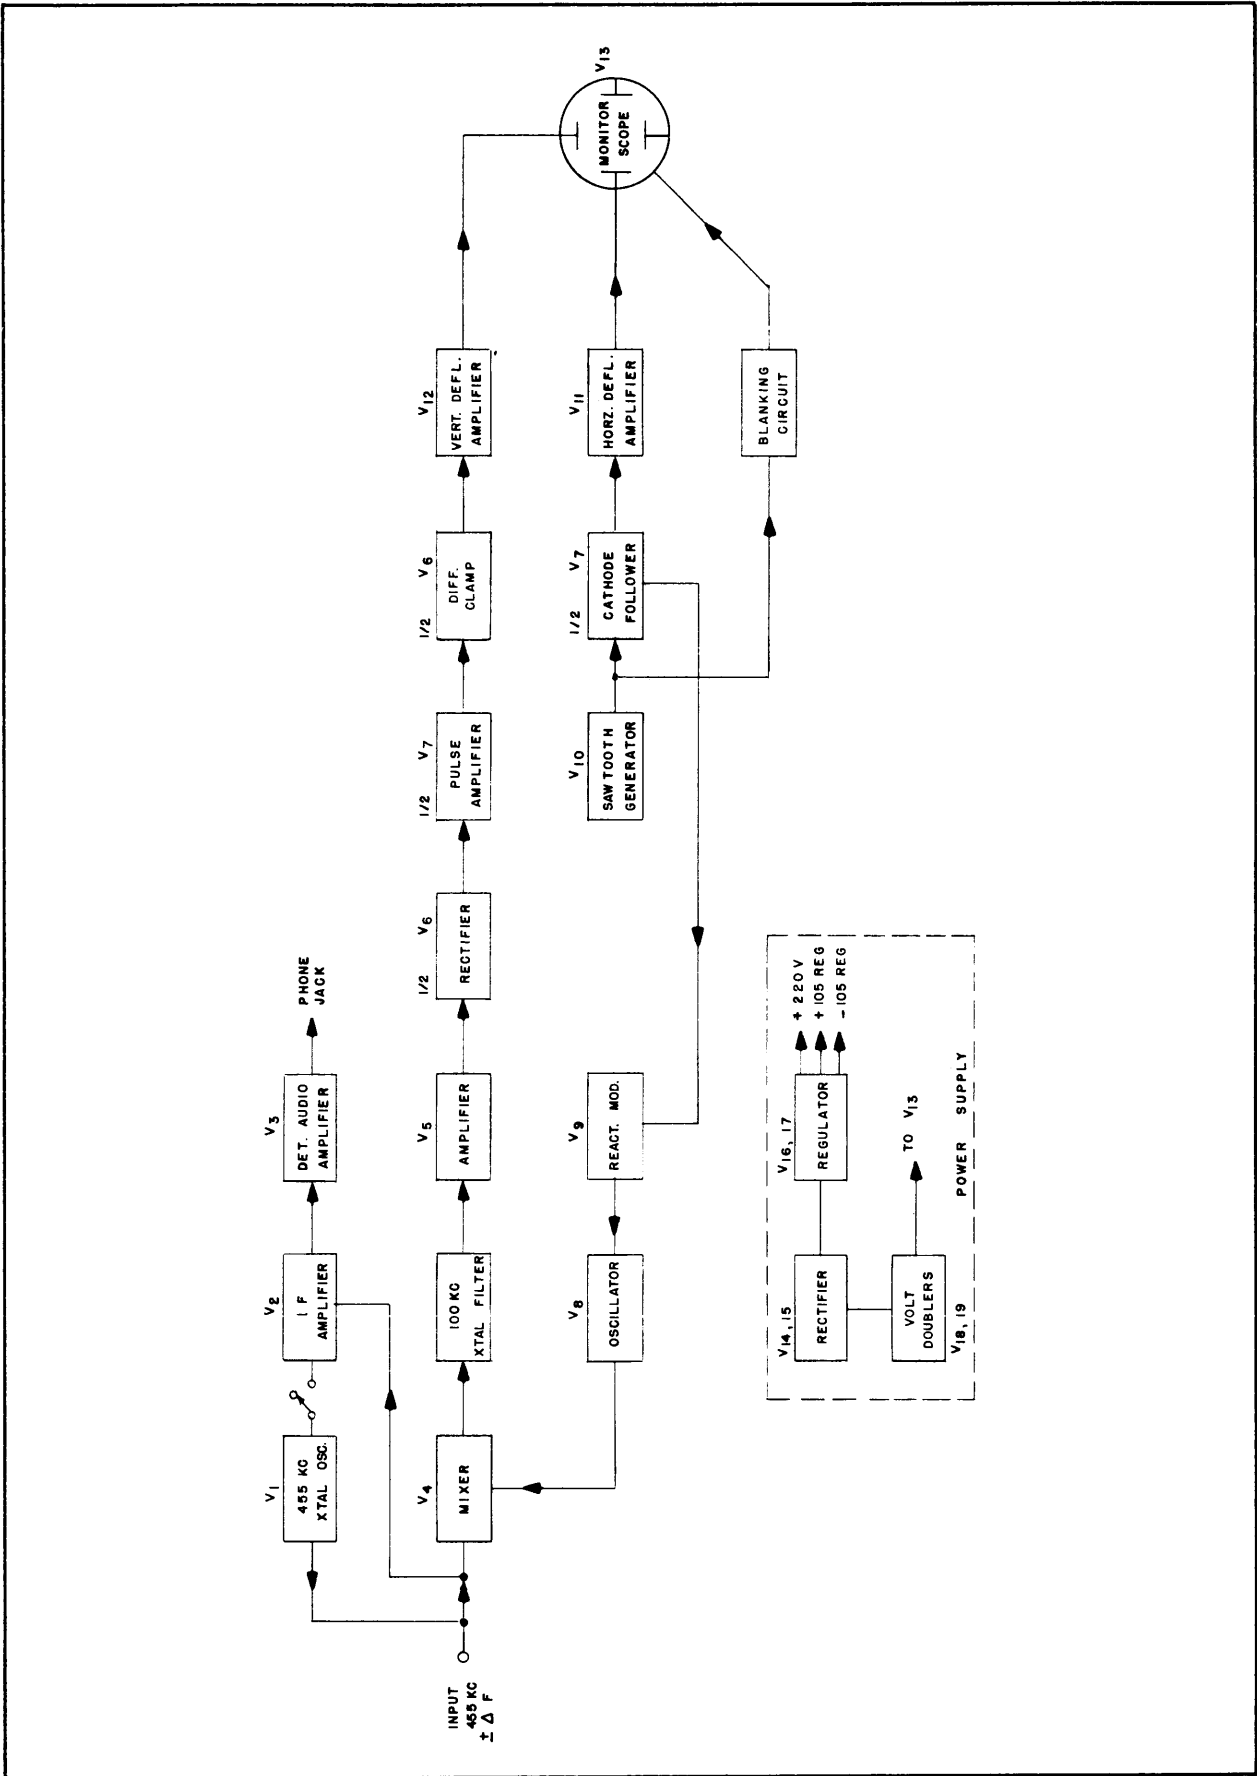 V1
455 KC
XTAL OSC.
V2
I F
AMPLIFIER
V3
DET. AUDIO
AMPLIFIER
PHONE
JACK
INPUT
455 KC
± Δ F
V4
MIXER
100 KC
XTAL FILTER
V5
AMPLIFIER
1/2 V6
RECTIFIER
1/2 V7
PULSE
AMPLIFIER
1/2 V6
DIFF.
CLAMP
V12
VERT. DEFL.
AMPLIFIER
V13
MONITOR
SCOPE
V8
OSCILLATOR
V9
REACT. MOD.
V10
SAWTOOTH
GENERATOR
1/2 V7
CATHODE
FOLLOWER
V11
HORZ. DEFL.
AMPLIFIER
BLANKING
CIRCUIT
V14, 15
RECTIFIER
V16, 17
REGULATOR
+ 220 V
+105 REG
-105 REG
VOLT
DOUBLERS
V18, 19
TO V13
POWER SUPPLY